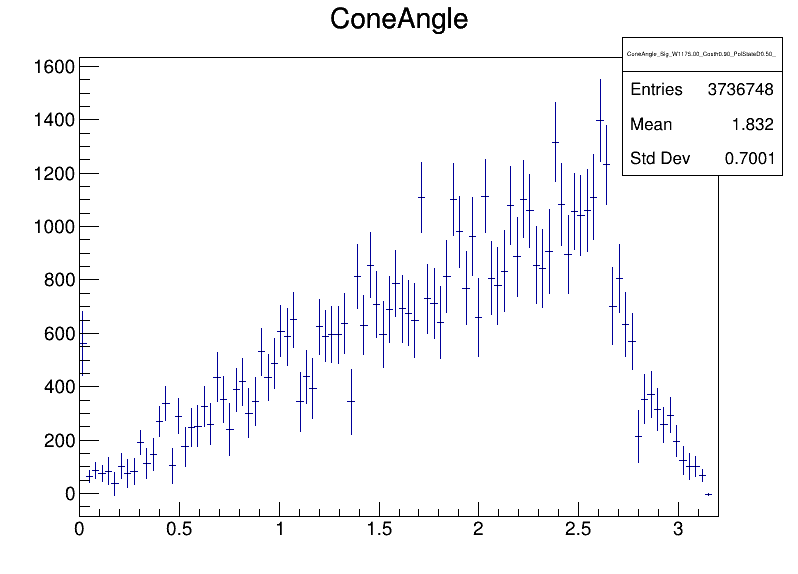 ConeAngle
ConeAngle_Sig_W1175.00_Costh0.90_PolStateD0.50_
Entries 3736748
Mean 1.832
Std Dev 0.7001
1600
1400
1200
1000
800
600
400
200
0
0 0.5 1 1.5 2 2.5 3